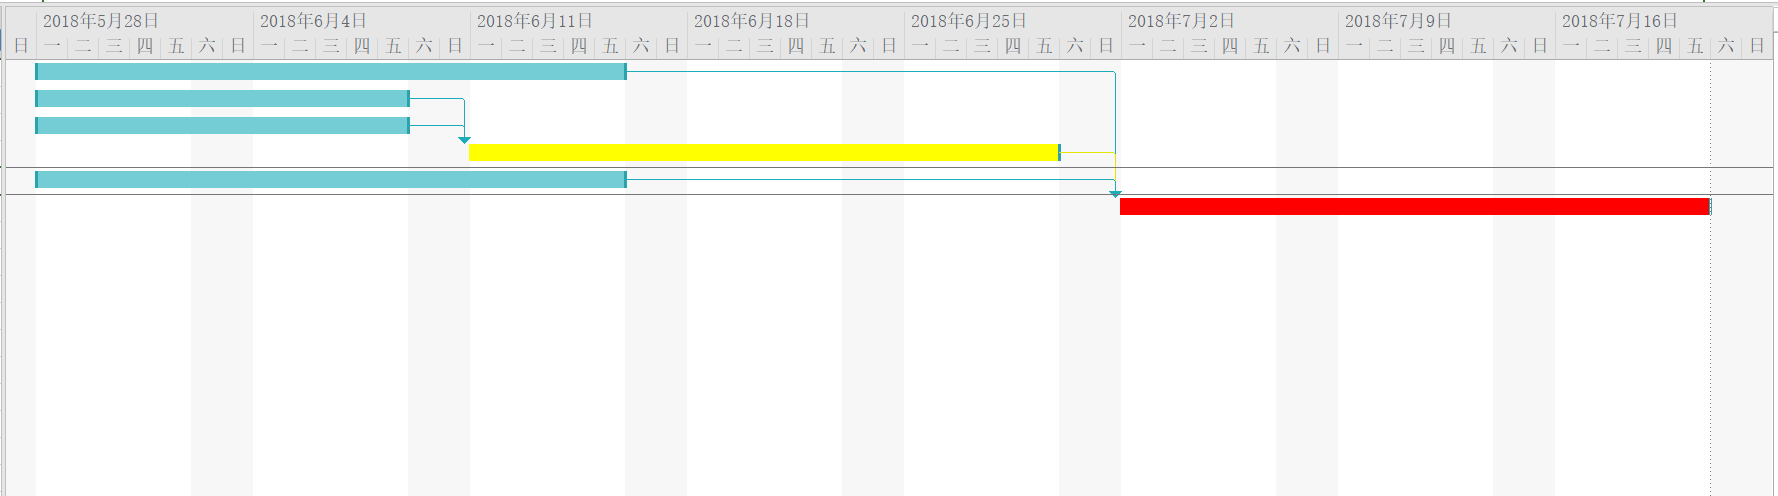 2018年5月28日 2018年6月4日 2018年6月11日 2018年6月18日 2018年6月25日 2018年7月2日 2018年7月9日 2018年7月16日
日 一 二 三 四 五 六 日 一 二 三 四 五 六 日 一 二 三 四 五 六 日 一 二 三 四 五 六 日 一 二 三 四 五 六 日 一 二 三 四 五 六 日 一 二 三 四 五 六 日 一 二 三 四 五 六 日